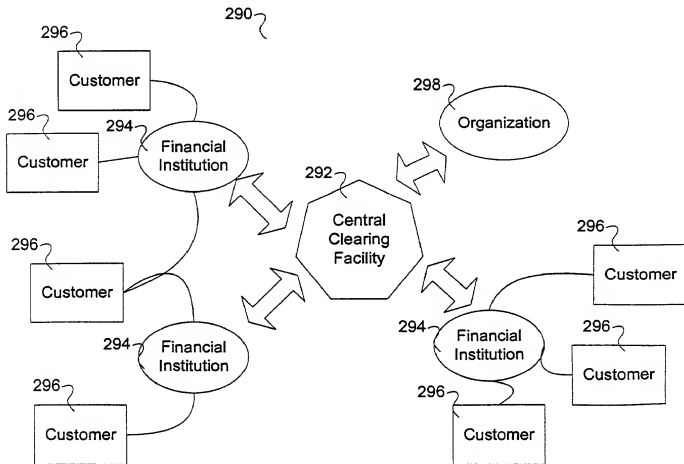 290
296
Customer
298
Organization
296
Customer
294
Financial
Institution
292
Central
Clearing
Facility
296
Customer
296
Customer
294
Financial
Institution
294
Financial
Institution
296
Customer
296
Customer
296
Customer